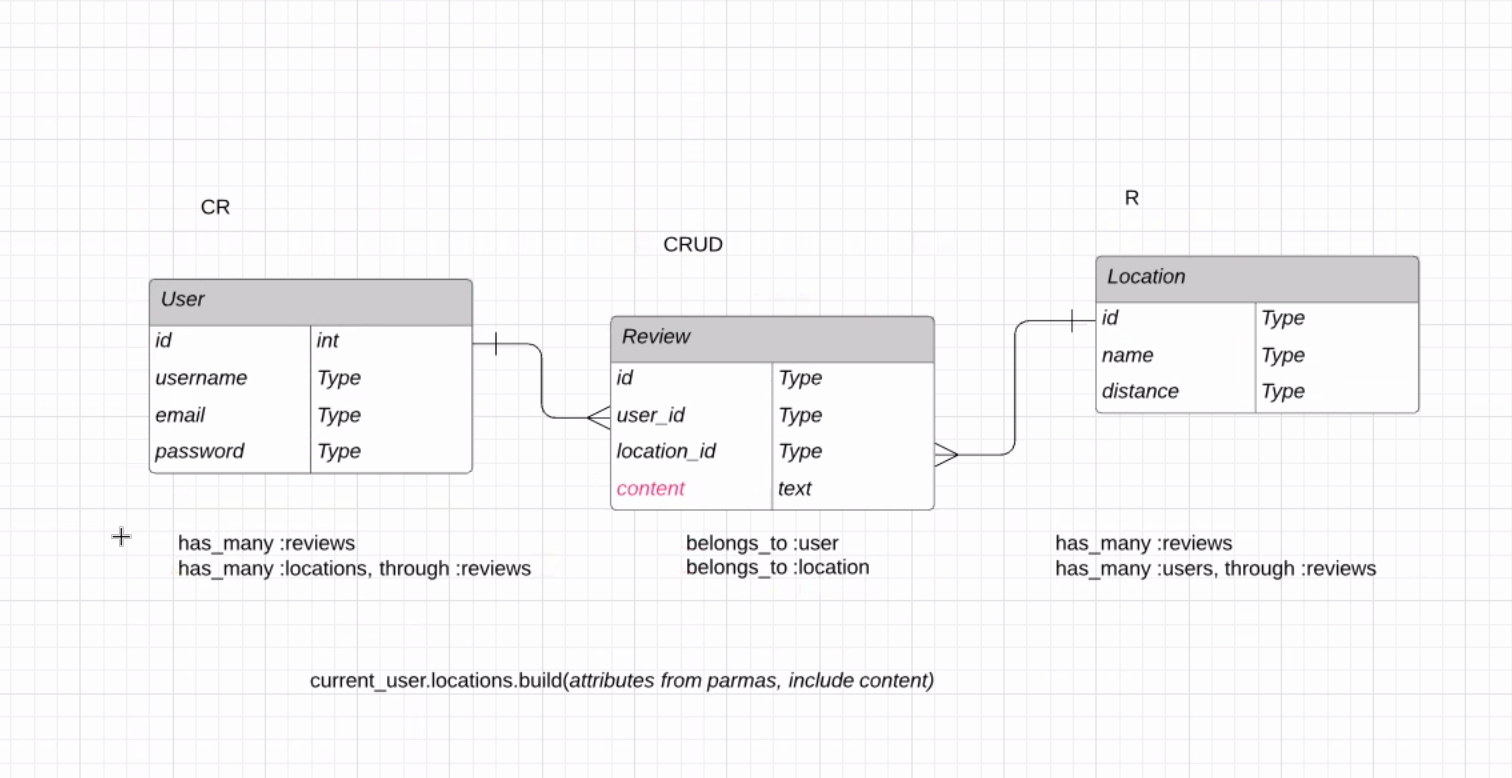 CR
CRUD
R
User
id int
username Type
email Type
password Type
Review
id Type
user_id Type
location_id Type
content text
Location
id Type
name Type
distance Type
has_many :reviews
has_many :locations, through :reviews
belongs_to :user
belongs_to :location
has_many :reviews
has_many :users, through :reviews
current_user.locations.build(attributes from parmas, include content)